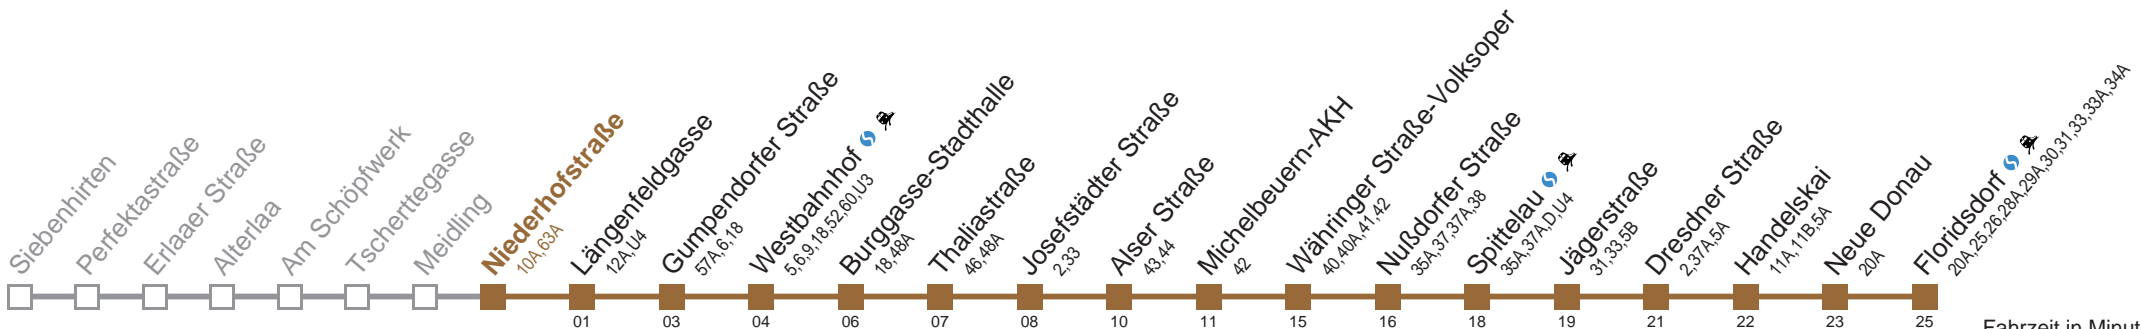 Siebenhirten
Perfektastraße
Erlaaer Straße
Alterlaa
Am Schöpfwerk
Tscherttegasse
Meidling
Niederhofstraße
10A,63A
Längenfeldgasse
12A,U4
Gumpendorfer Straße
57A,6,18
Westbahnhof
5,6,9,18,52,60,U3
Burggasse-Stadthalle
18,48A
Thaliastraße
46,48A
Josefstädter Straße
2,33
Alser Straße
43,44
Michelbeuern-AKH
42
Währinger Straße-Volksoper
40,40A,41,42
Nußdorfer Straße
35A,37,37A,38
Spittelau
35A,37A,D,U4
Jägerstraße
31,33,5B
Dresdner Straße
2,37A,5A
Handelskai
11A,11B,5A
Neue Donau
20A
Floridsdorf
20A,25,26,28A,29A,30,31,33,33A,34A
01 03 04 06 07 08 10 11 15 16 18 19 21 22 23 25
Fahrzeit in Minut